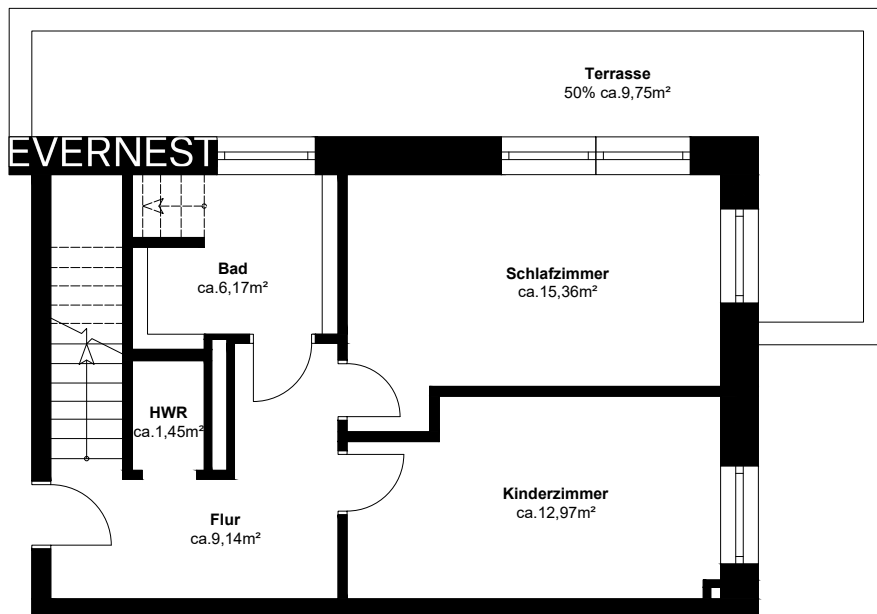 Terrasse
50% ca.9,75m²
EVERNEST
Bad
ca.6,17m²
Schlafzimmer
ca.15,36m²
HWR
ca.1,45m²
Kinderzimmer
ca.12,97m²
Flur
ca.9,14m²